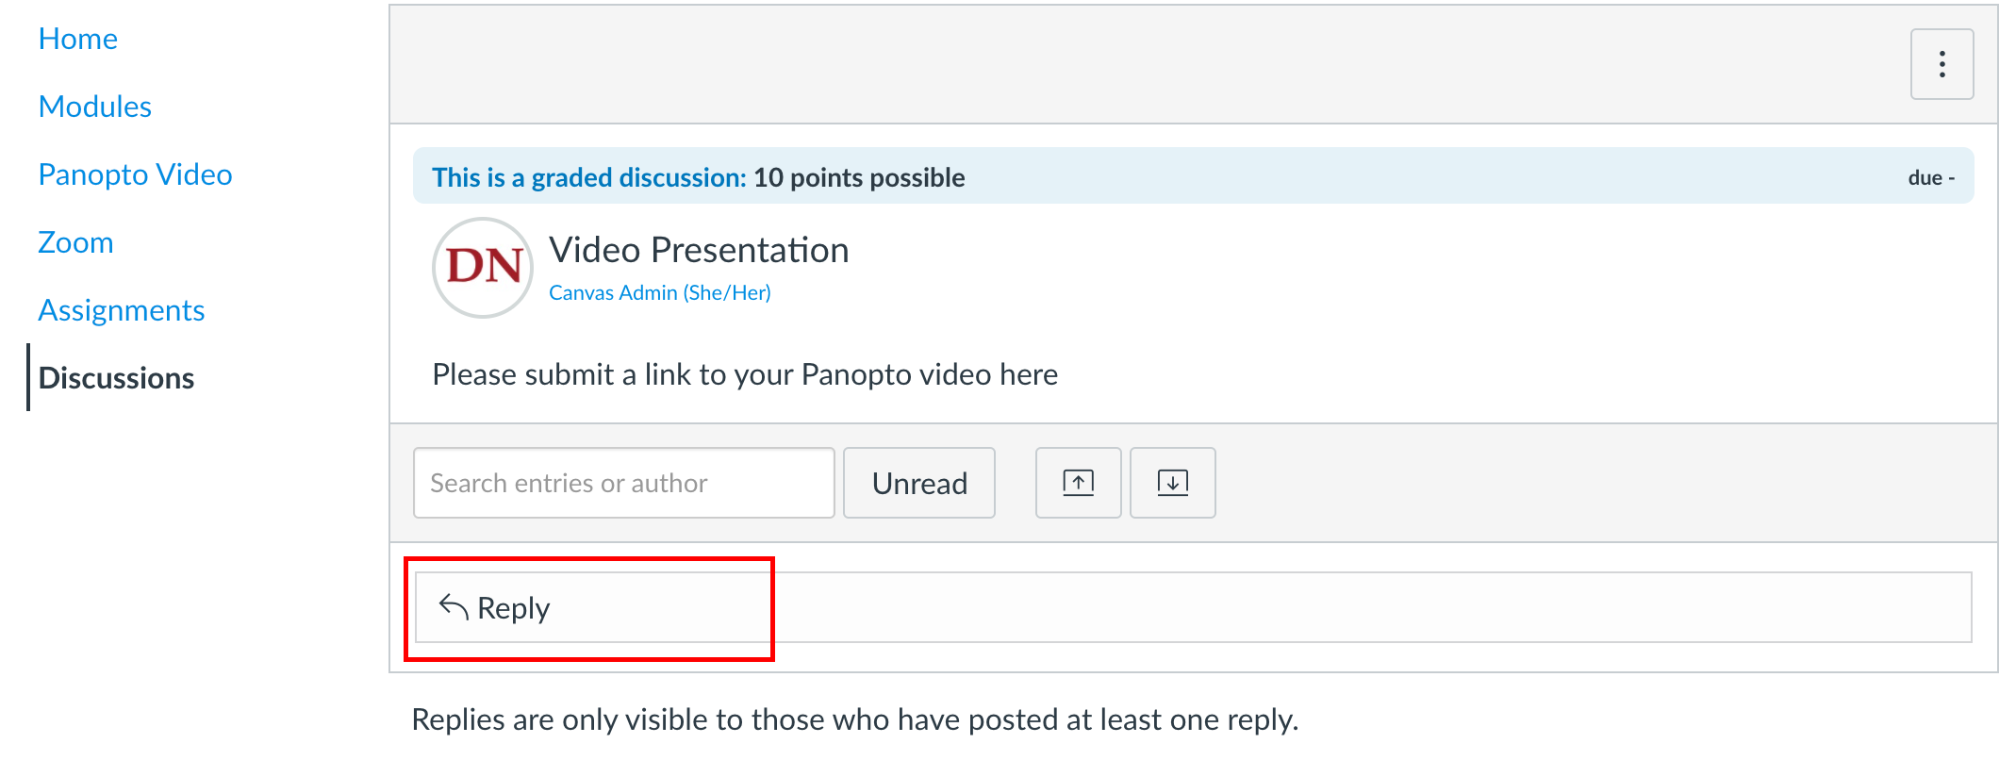 Home
Modules
Panopto Video
Zoom
Assignments
Discussions
This is a graded discussion: 10 points possible
due -
DN
Video Presentation
Canvas Admin (She/Her)
Please submit a link to your Panopto video here
Search entries or author
Unread
Reply
Replies are only visible to those who have posted at least one reply.